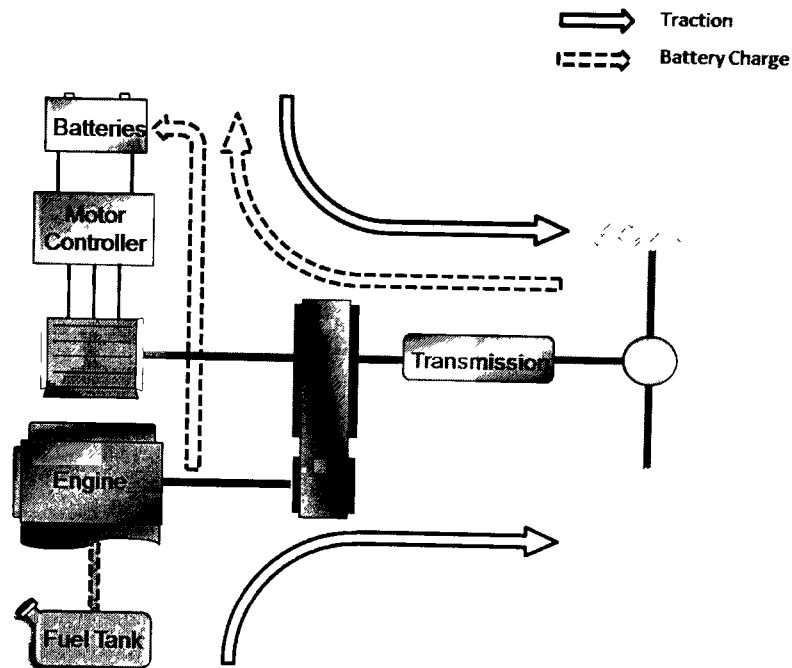 Traction
Battery Charge
Batteries
Motor
Controller
Transmission
Engine
Fuel Tank